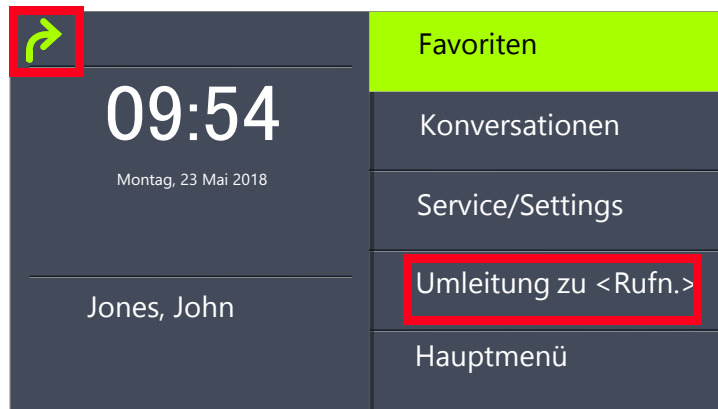 09:54
Montag, 23 Mai 2018
Jones, John
Favoriten
Konversationen
Service/Settings
Umleitung zu <Rufn.>
Hauptmenü